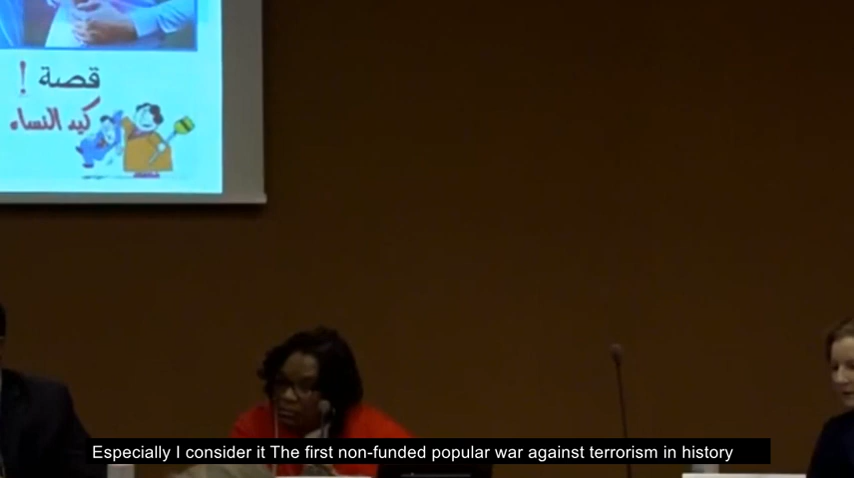 قصة !
كيد النساء
Especially I consider it The first non-funded popular war against terrorism in history